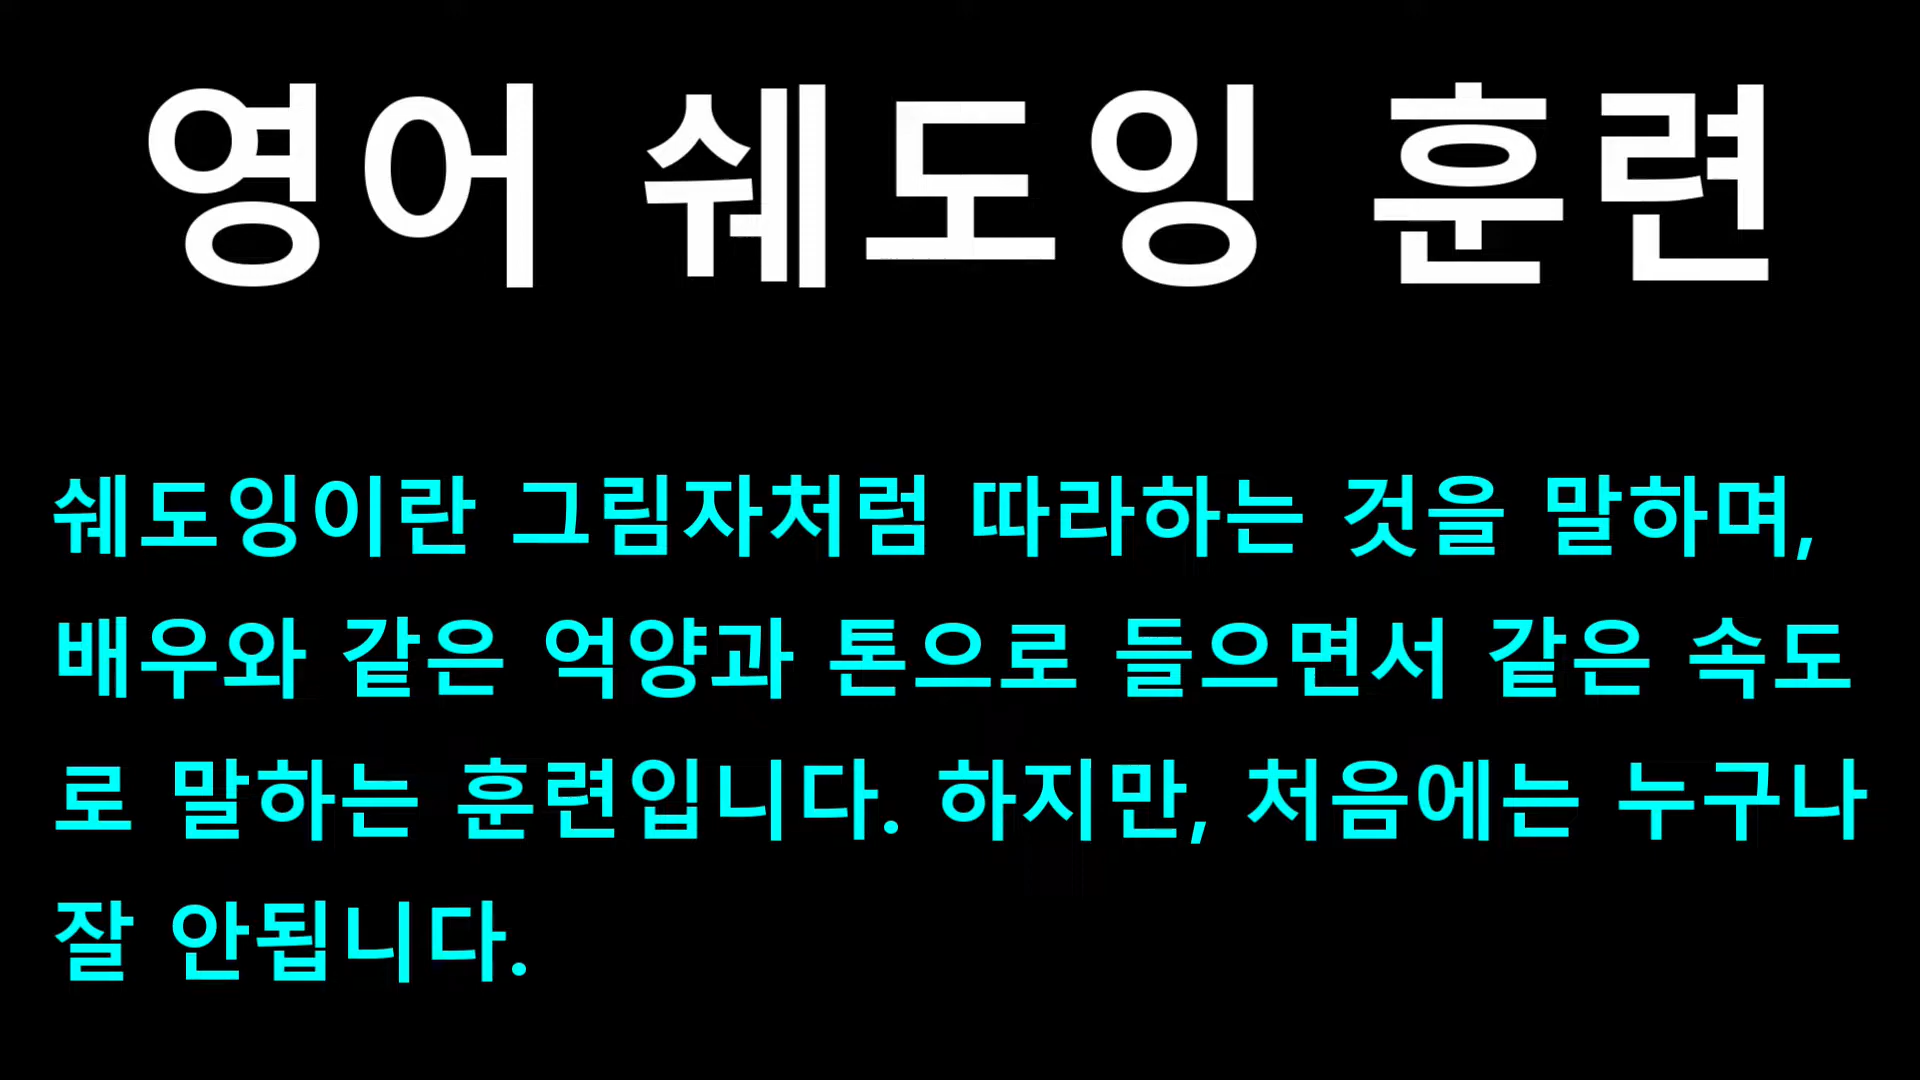 영어 쉐도잉 훈련
쉐도잉이란 그림자처럼 따라하는 것을 말하며,
배우와 같은 억양과 톤으로 들으면서 같은 속도
로 말하는 훈련입니다. 하지만, 처음에는 누구나
잘 안됩니다.